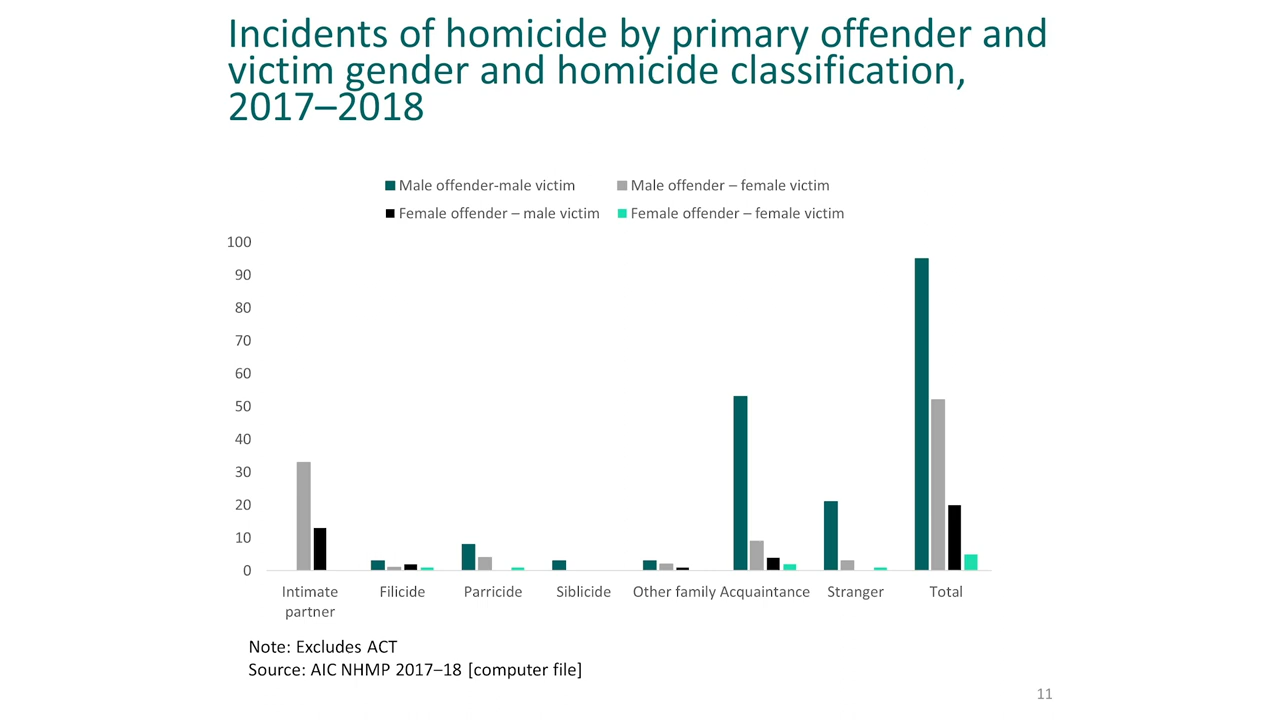 Incidents of homicide by primary offender and
victim gender and homicide classification,
2017–2018
Male offender-male victim
Male offender – female victim
Female offender – male victim
Female offender – female victim
100
90
80
70
60
50
40
30
20
10
0
Intimate partner
Filicide
Parricide
Siblicide
Other family
Acquaintance
Stranger
Total
Note: Excludes ACT
Source: AIC NHMP 2017–18 [computer file]
11